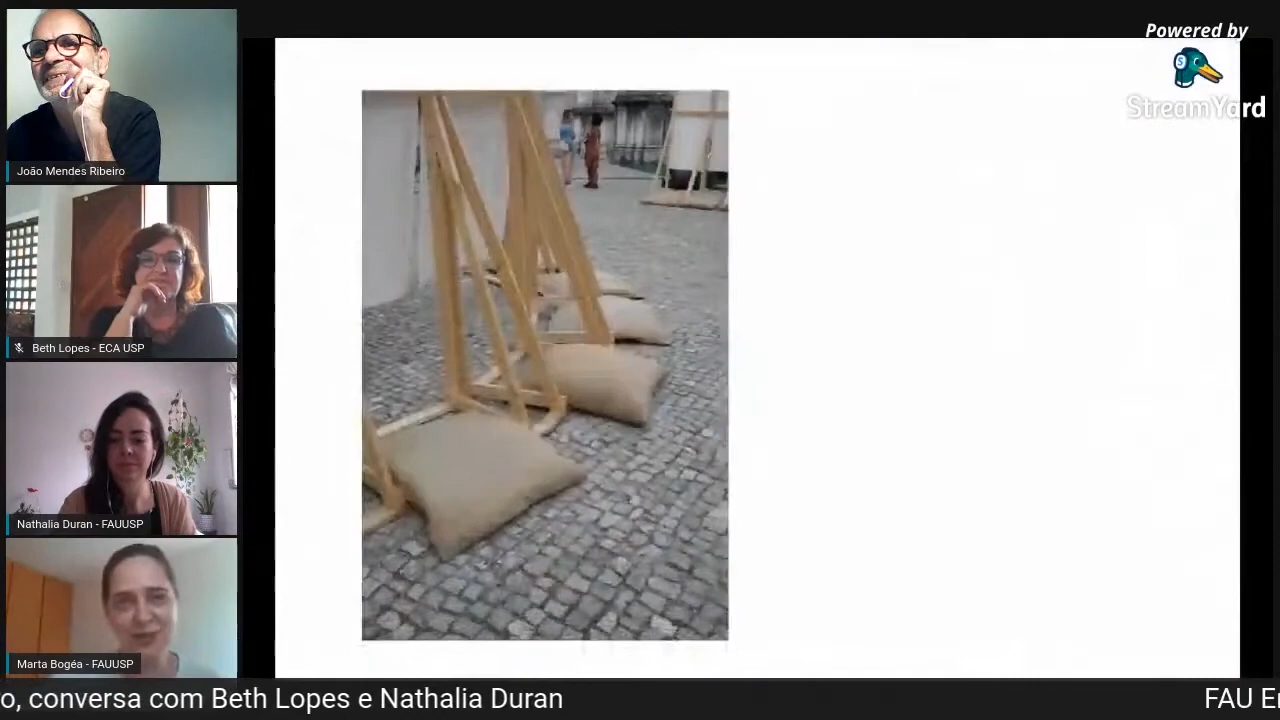 Powered by
StreamYard
João Mendes Ribeiro
Beth Lopes - ECA USP
Nathalia Duran - FAUUSP
Marta Bogéa - FAUUSP
o, conversa com Beth Lopes e Nathalia Duran
FAU